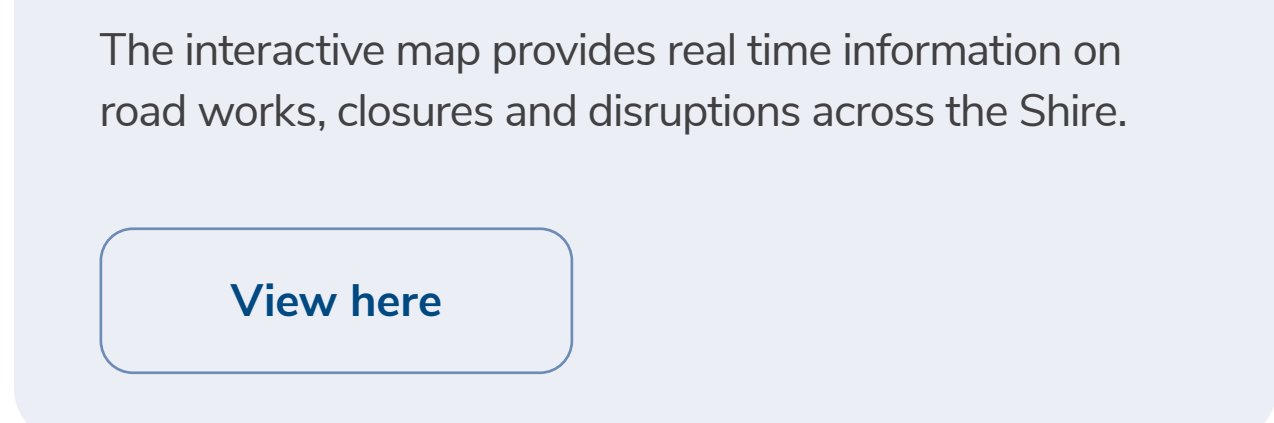 The interactive map provides real time information on
road works, closures and disruptions across the Shire.
View here